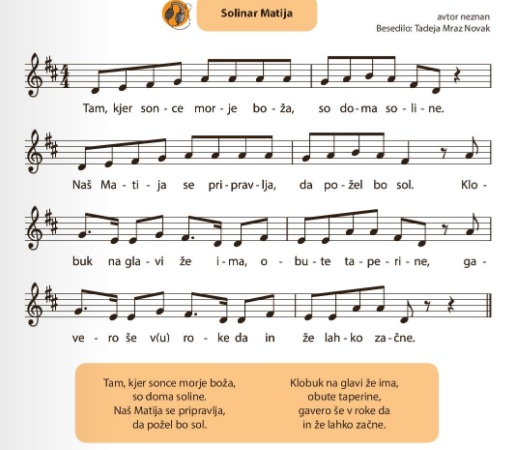 Solinar Matija
avtor neznan
Besedilo: Tadeja Mraz Novak
4
4
Tam, kjer son - ce mor - je bo - ža, so do - ma so - li - ne.
Naš Ma - ti - ja se pri - prav - lja, da po - žel bo sol. Klo -
buk na gla - vi že i - ma, o - bu - te ta - pe - ri - ne, ga -
ve - ro še v(u) ro - ke da in že lah - ko za - čne.
Tam, kjer sonce morje boža,
so doma soline.
Naš Matija se pripravlja,
da požel bo sol.
Klobuk na glavi že ima,
obute taperine,
gavero še v roke da
in že lahko začne.